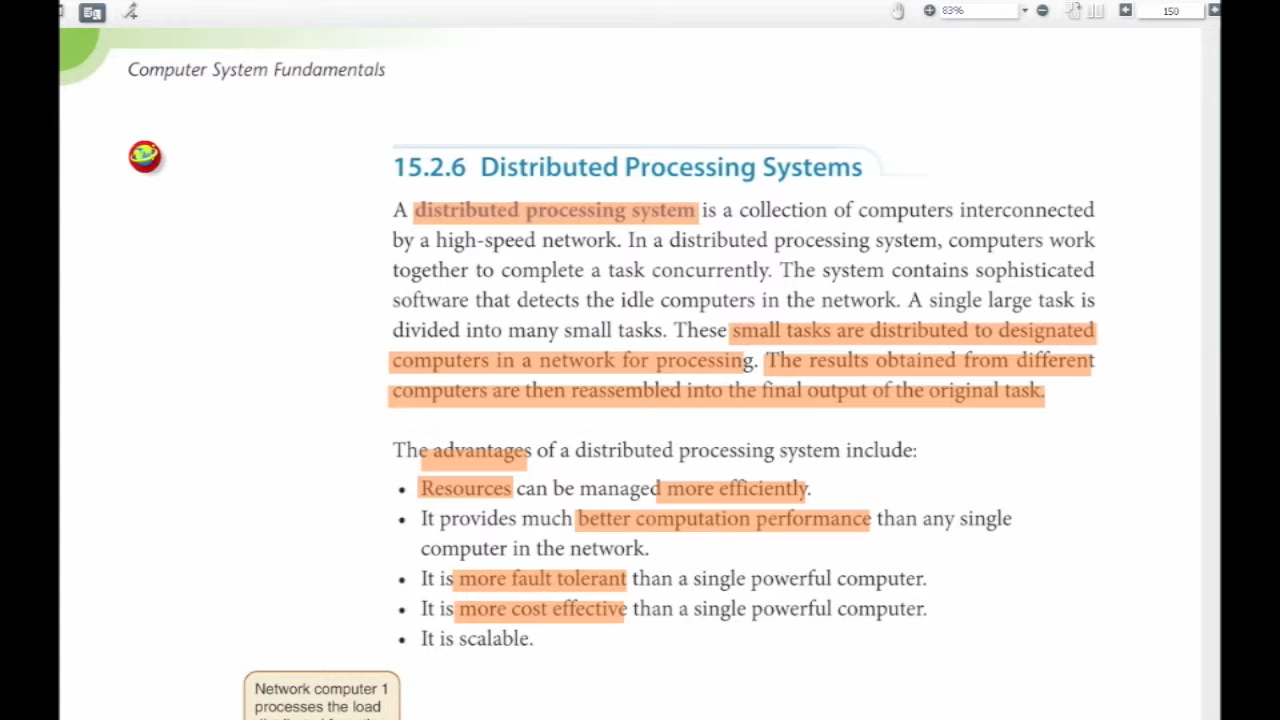 83%
150
Computer System Fundamentals
15.2.6 Distributed Processing Systems
A distributed processing system is a collection of computers interconnected
by a high-speed network. In a distributed processing system, computers work
together to complete a task concurrently. The system contains sophisticated
software that detects the idle computers in the network. A single large task is
divided into many small tasks. These small tasks are distributed to designated
computers in a network for processing. The results obtained from different
computers are then reassembled into the final output of the original task.
The advantages of a distributed processing system include:
• Resources can be managed more efficiently.
• It provides much better computation performance than any single
computer in the network.
• It is more fault tolerant than a single powerful computer.
• It is more cost effective than a single powerful computer.
• It is scalable.
Network computer 1
processes the load